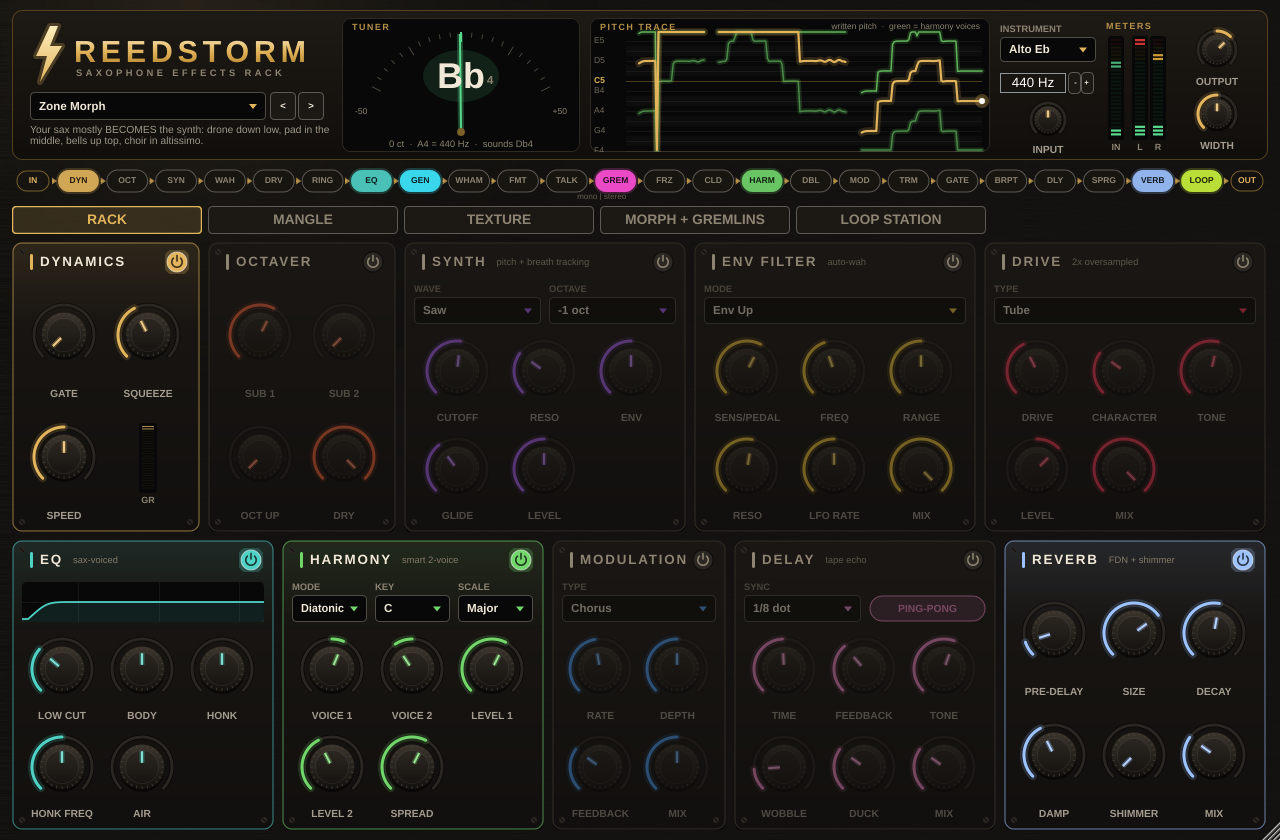 REEDSTORM
SAXOPHONE EFFECTS RACK
Zone Morph
< >
Your sax mostly BECOMES the synth: drone down low, pad in the
middle, bells up top, choir in altissimo.
TUNER
Bb4
-50 +50
0 ct · A4 = 440 Hz · sounds Db4
PITCH TRACE written pitch · green = harmony voices
E5
D5
C5
B4
A4
G4
F4
INSTRUMENT
Alto Eb
440 Hz - +
INPUT
METERS
IN L R
OUTPUT
WIDTH
IN DYN OCT SYN WAH DRV RING EQ GEN WHAM FMT TALK GREM FRZ CLD HARM DBL MOD TRM GATE BRPT DLY SPRG VERB LOOP OUT
mono | stereo
RACK MANGLE TEXTURE MORPH + GREMLINS LOOP STATION
DYNAMICS
GATE SQUEEZE
SPEED GR
OCTAVER
SUB 1 SUB 2
OCT UP DRY
SYNTH pitch + breath tracking
WAVE OCTAVE
Saw -1 oct
CUTOFF RESO ENV
GLIDE LEVEL
ENV FILTER auto-wah
MODE
Env Up
SENS/PEDAL FREQ RANGE
RESO LFO RATE MIX
DRIVE 2x oversampled
TYPE
Tube
DRIVE CHARACTER TONE
LEVEL MIX
EQ sax-voiced
LOW CUT BODY HONK
HONK FREQ AIR
HARMONY smart 2-voice
MODE KEY SCALE
Diatonic C Major
VOICE 1 VOICE 2 LEVEL 1
LEVEL 2 SPREAD
MODULATION
TYPE
Chorus
RATE DEPTH
FEEDBACK MIX
DELAY tape echo
SYNC
1/8 dot PING-PONG
TIME FEEDBACK TONE
WOBBLE DUCK MIX
REVERB FDN + shimmer
PRE-DELAY SIZE DECAY
DAMP SHIMMER MIX